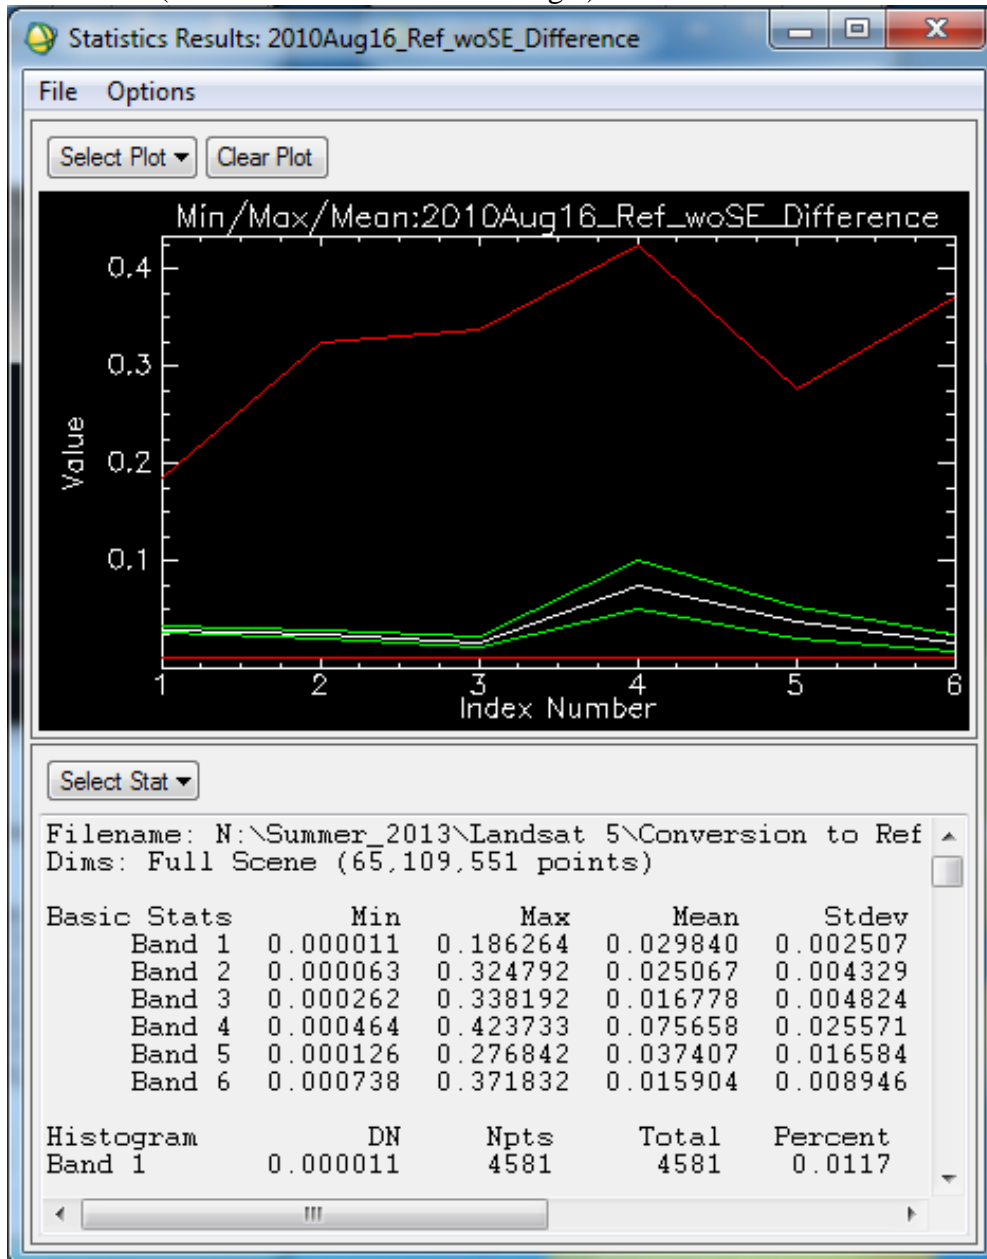 Statistics Results: 2010Aug16_Ref_woSE_Difference
File Options
Select Plot Clear Plot
Min/Max/Mean:2010Aug16_Ref_woSE_Difference
0.4
0.3
0.2
0.1
Value
1 2 3 4 5 6
Index Number
Select Stat
Filename: N:\Summer_2013\Landsat 5\Conversion to Ref
Dims: Full Scene (65,109,551 points)
Basic Stats Min Max Mean Stdev
Band 1 0.000011 0.186264 0.029840 0.002507
Band 2 0.000063 0.324792 0.025067 0.004329
Band 3 0.000262 0.338192 0.016778 0.004824
Band 4 0.000464 0.423733 0.075658 0.025571
Band 5 0.000126 0.276842 0.037407 0.016584
Band 6 0.000738 0.371832 0.015904 0.008946
Histogram DN Npts Total Percent
Band 1 0.000011 4581 4581 0.0117